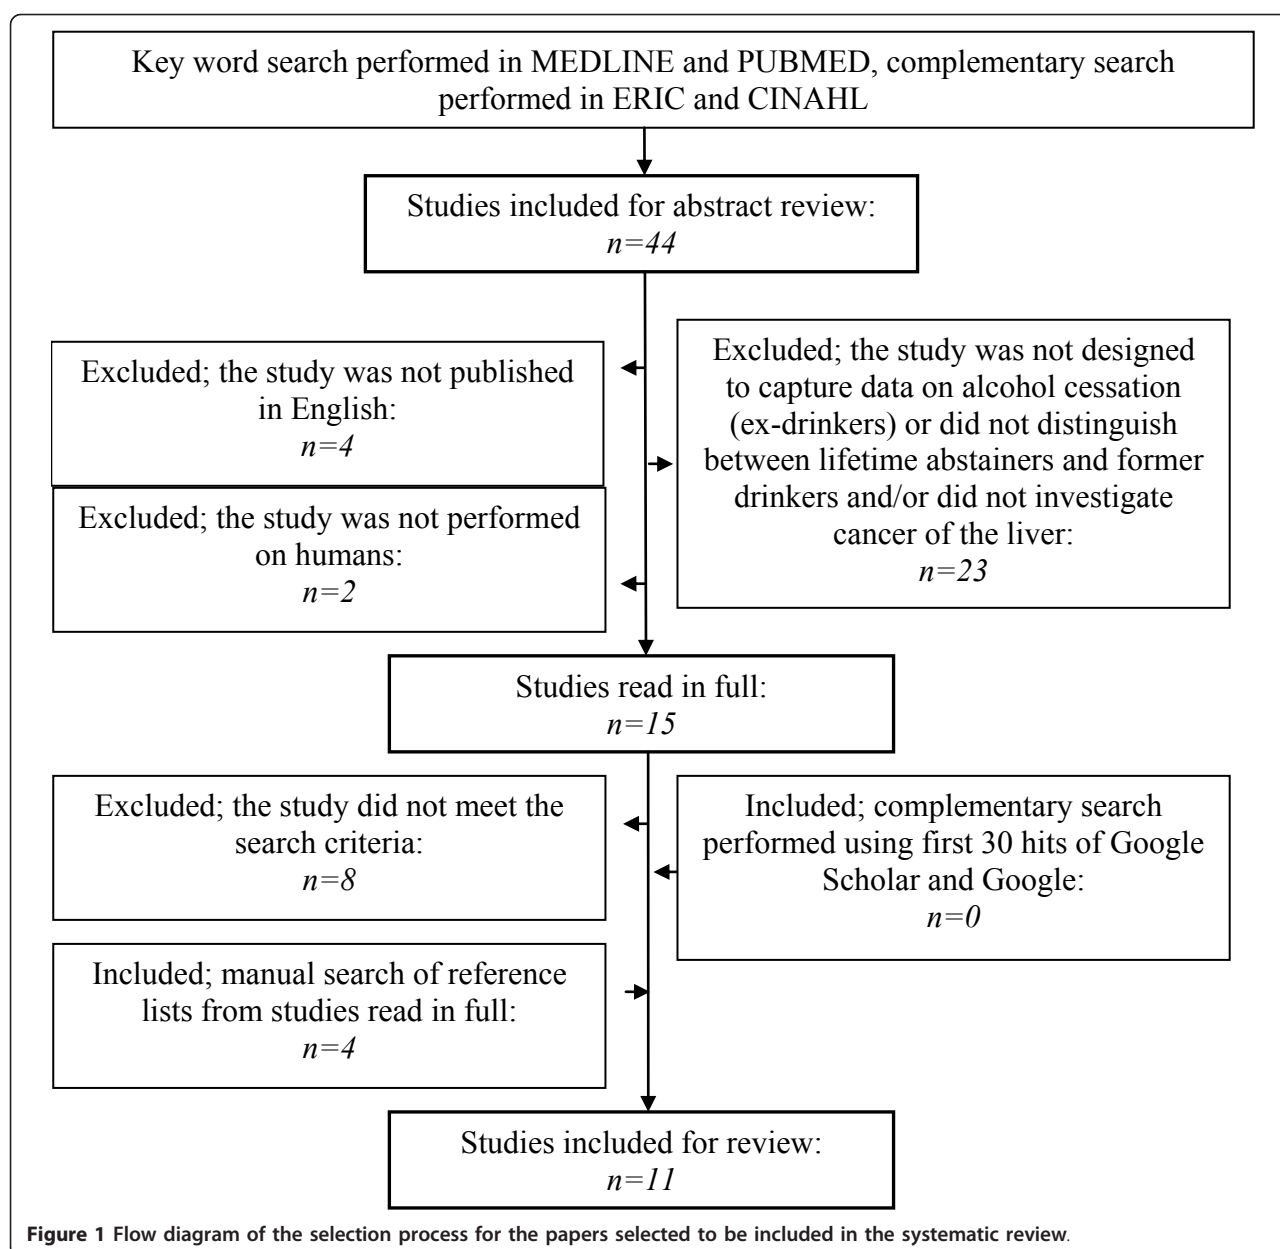 Key word search performed in MEDLINE and PUBMED, complementary search
performed in ERIC and CINAHL
Studies included for abstract review:
n=44
Excluded; the study was not published
in English:
n=4
Excluded; the study was not performed
on humans:
n=2
Excluded; the study was not designed
to capture data on alcohol cessation
(ex-drinkers) or did not distinguish
between lifetime abstainers and former
drinkers and/or did not investigate
cancer of the liver:
n=23
Studies read in full:
n=15
Excluded; the study did not meet the
search criteria:
n=8
Included; complementary search
performed using first 30 hits of Google
Scholar and Google:
n=0
Included; manual search of reference
lists from studies read in full:
n=4
Studies included for review:
n=11
Figure 1 Flow diagram of the selection process for the papers selected to be included in the systematic review.